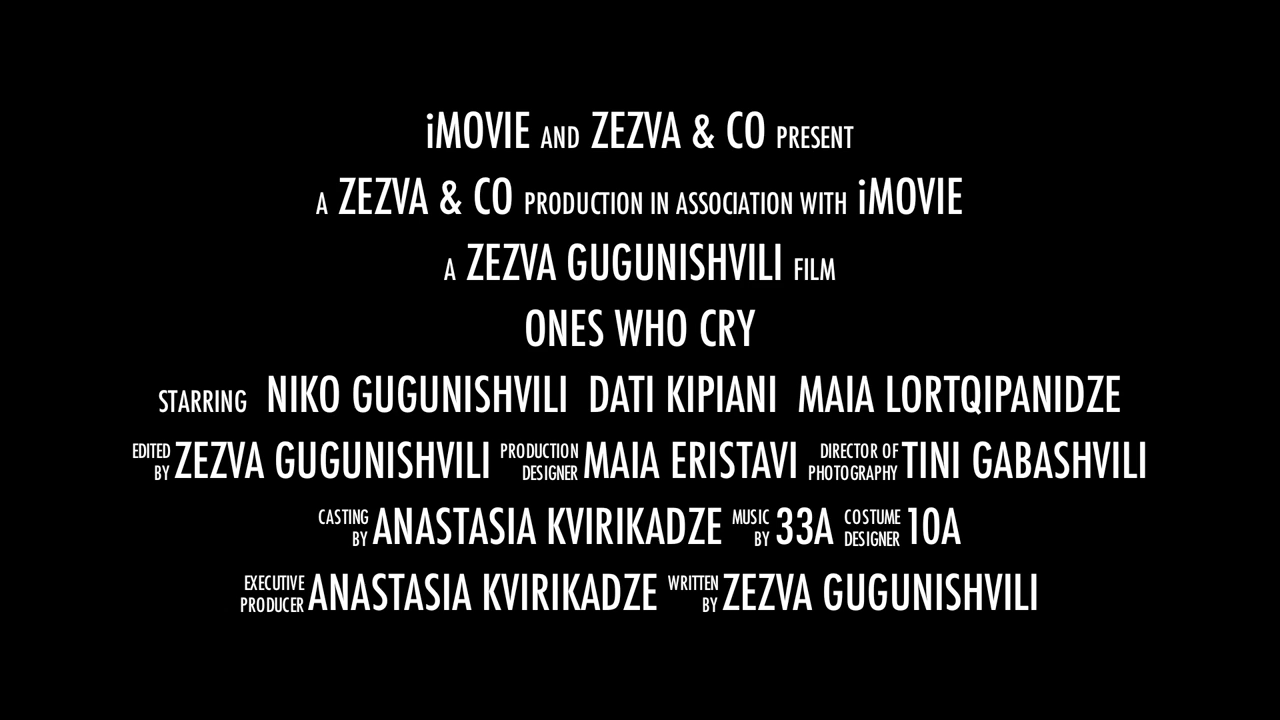 iMOVIE AND ZEZVA & CO PRESENT
A ZEZVA & CO PRODUCTION IN ASSOCIATION WITH iMOVIE
A ZEZVA GUGUNISHVILI FILM
ONES WHO CRY
STARRING NIKO GUGUNISHVILI DATI KIPIANI MAIA LORTQIPANIDZE
EDITED BY ZEZVA GUGUNISHVILI PRODUCTION DESIGNER MAIA ERISTAVI DIRECTOR OF PHOTOGRAPHY TINI GABASHVILI
CASTING BY ANASTASIA KVIRIKADZE MUSIC BY 33A COSTUME DESIGNER 10A
EXECUTIVE PRODUCER ANASTASIA KVIRIKADZE WRITTEN BY ZEZVA GUGUNISHVILI